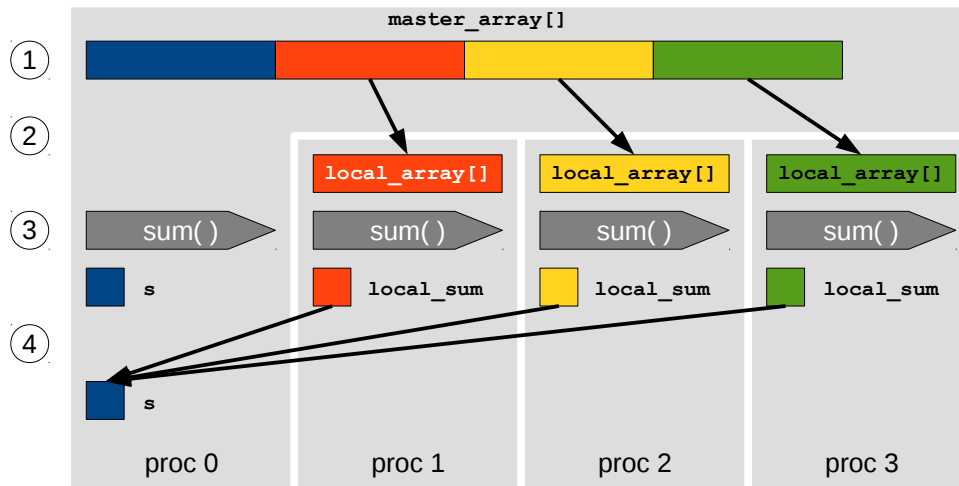 master_array[]
1
2
local_array[] local_array[] local_array[]
3 sum( ) sum( ) sum( ) sum( )
s local_sum local_sum local_sum
4
s
proc 0 proc 1 proc 2 proc 3